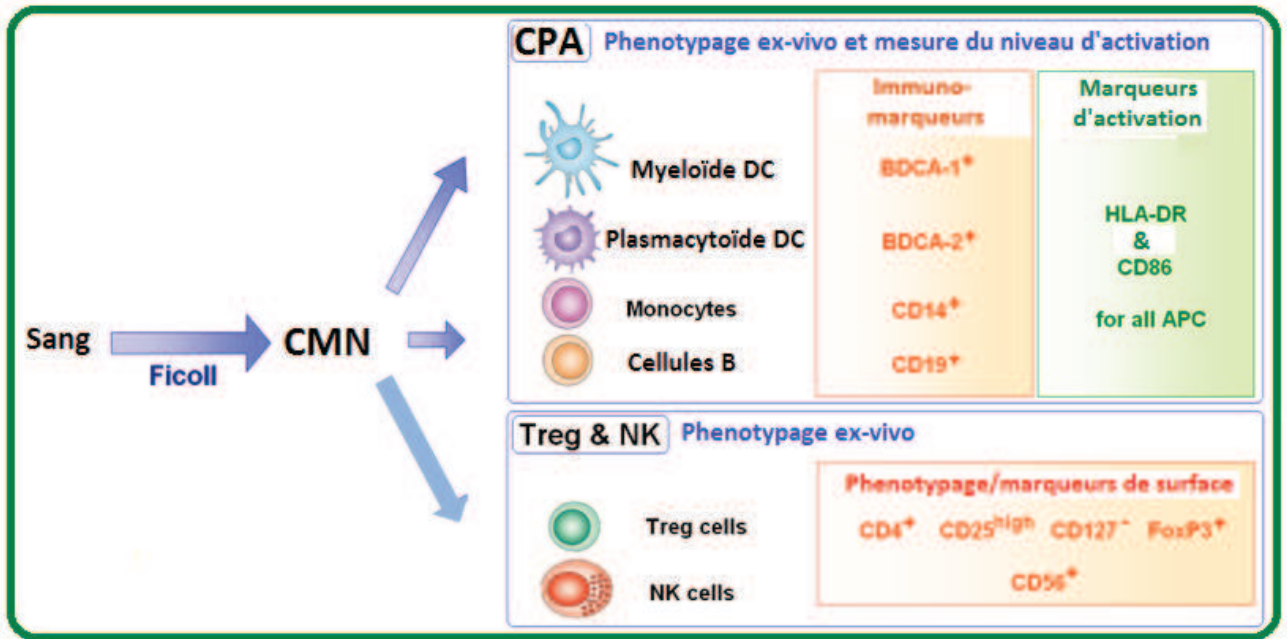 CPA Phenotypage ex-vivo et mesure du niveau d'activation
Immuno-
marqueurs
Marqueurs
d'activation
Myeloïde DC
BDCA-1+
Plasmacytoïde DC
BDCA-2+
HLA-DR
&
CD86
Monocytes
CD14+
for all APC
Cellules B
CD19+
Sang
Ficoll
CMN
Treg & NK Phenotypage ex-vivo
Phenotypage/marqueurs de surface
Treg cells
CD4+ CD25high CD127- FoxP3+
NK cells
CD56+